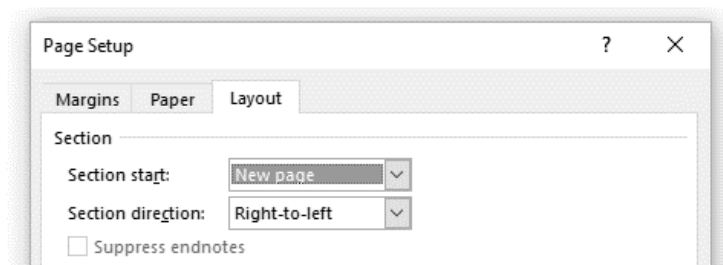 Page Setup ? ×
Margins Paper Layout
Section
Section start: New page
Section direction: Right-to-left
Suppress endnotes